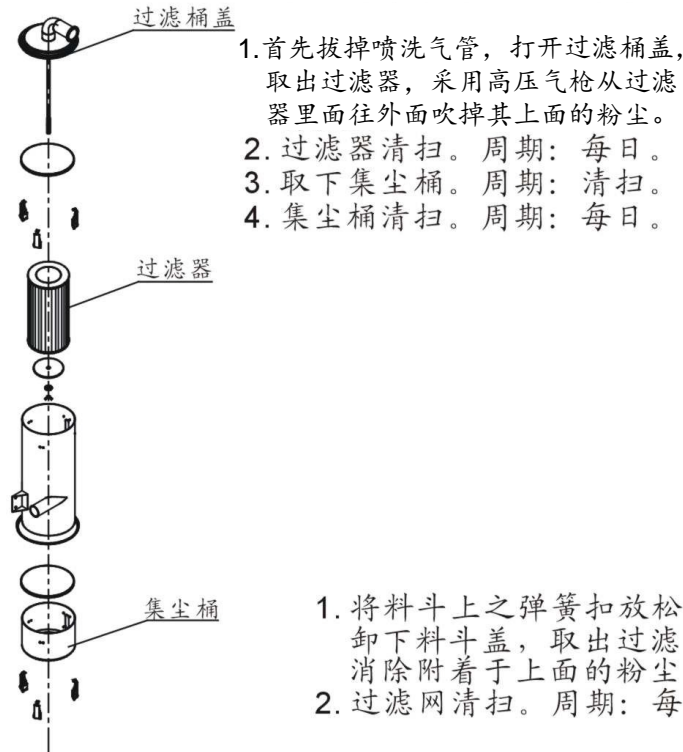 过滤桶盖
1.首先拔掉喷洗气管，打开过滤桶盖，
取出过滤器，采用高压气枪从过滤
器里面往外面吹掉其上面的粉尘。
2.过滤器清扫。周期：每日。
3.取下集尘桶。周期：清扫。
4.集尘桶清扫。周期：每日。
过滤器
集尘桶
1.将料斗上之弹簧扣放松
卸下料斗盖，取出过滤
消除附着于上面的粉尘
2.过滤网清扫。周期：每